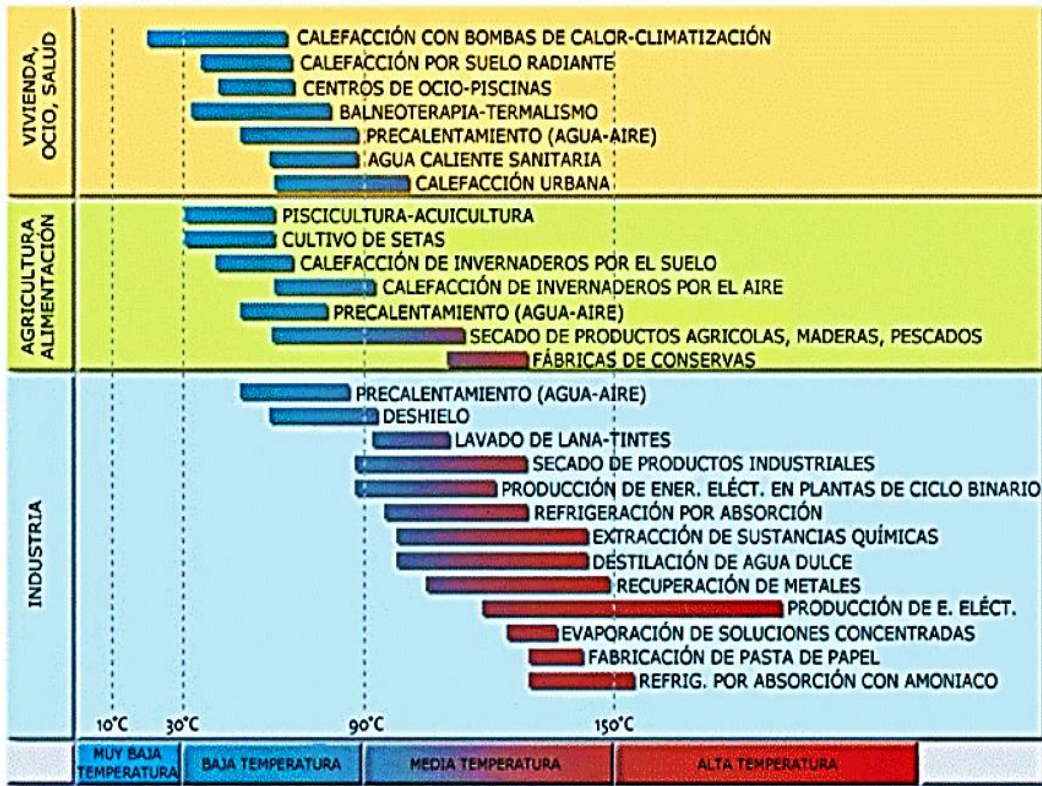 VIVIENDA,
OCIO, SALUD
CALEFACCIÓN CON BOMBAS DE CALOR-CLIMATIZACIÓN
CALEFACCIÓN POR SUELO RADIANTE
CENTROS DE OCIO-PISCINAS
BALNEOTERAPIA-TERMALISMO
PRECALENTAMIENTO (AGUA-AIRE)
AGUA CALIENTE SANITARIA
CALEFACCIÓN URBANA
AGRICULTURA
ALIMENTACIÓN
PISCICULTURA-ACUICULTURA
CULTIVO DE SETAS
CALEFACCIÓN DE INVERNADEROS POR EL SUELO
CALEFACCIÓN DE INVERNADEROS POR EL AIRE
PRECALENTAMIENTO (AGUA-AIRE)
SECADO DE PRODUCTOS AGRICOLAS, MADERAS, PESCADOS
FÁBRICAS DE CONSERVAS
INDUSTRIA
PRECALENTAMIENTO (AGUA-AIRE)
DESHIELO
LAVADO DE LANA-TINTES
SECADO DE PRODUCTOS INDUSTRIALES
PRODUCCIÓN DE ENER. ELÉCT. EN PLANTAS DE CICLO BINARIO
REFRIGERACIÓN POR ABSORCIÓN
EXTRACCIÓN DE SUSTANCIAS QUÍMICAS
DESTILACIÓN DE AGUA DULCE
RECUPERACIÓN DE METALES
PRODUCCIÓN DE E. ELÉCT.
EVAPORACIÓN DE SOLUCIONES CONCENTRADAS
FABRICACIÓN DE PASTA DE PAPEL
REFRIG. POR ABSORCIÓN CON AMONIACO
10°C 30°C 90°C 150°C
MUY BAJA
TEMPERATURA
BAJA TEMPERATURA
MEDIA TEMPERATURA
ALTA TEMPERATURA